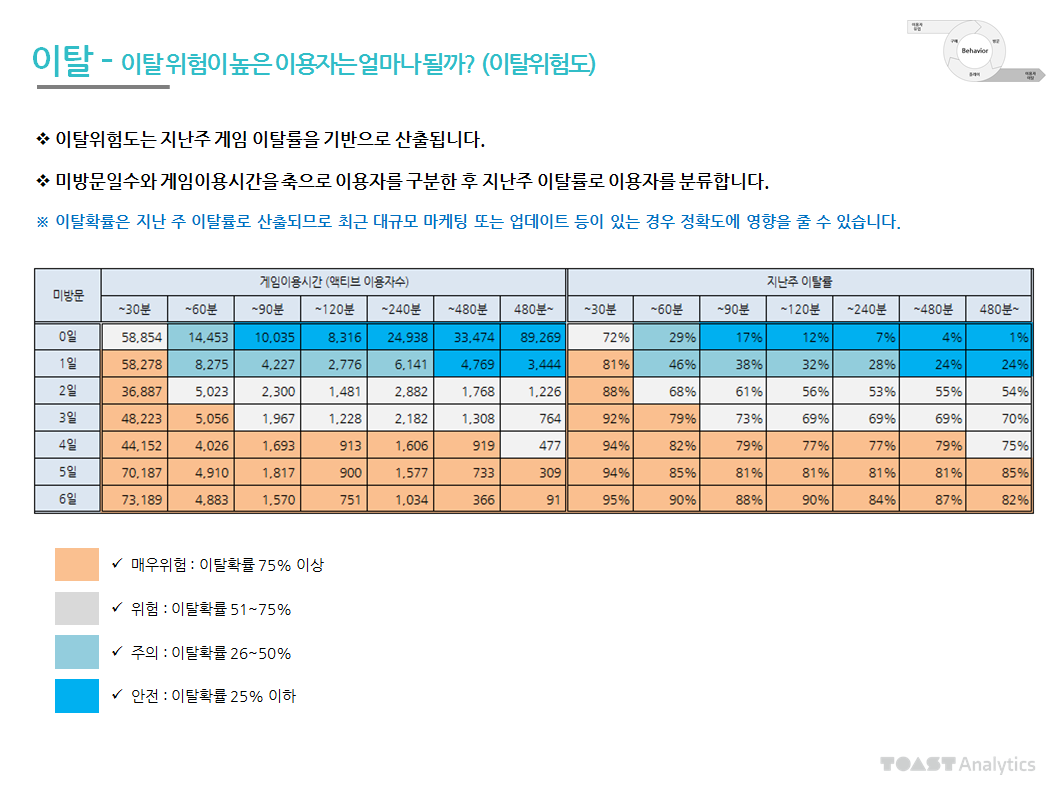 이탈 - 이탈 위험이 높은 이용자는 얼마나 될까? (이탈위험도)
이용자
유입
구매
방문
Behavior
플레이
이용자
이탈
❖ 이탈위험도는 지난주 게임 이탈률을 기반으로 산출됩니다.
❖ 미방문일수와 게임이용시간을 축으로 이용자를 구분한 후 지난주 이탈률로 이용자를 분류합니다.
※ 이탈확률은 지난 주 이탈률로 산출되므로 최근 대규모 마케팅 또는 업데이트 등이 있는 경우 정확도에 영향을 줄 수 있습니다.
미방문 게임이용시간 (액티브 이용자수) 지난주 이탈률
~30분 ~60분 ~90분 ~120분 ~240분 ~480분 480분~ ~30분 ~60분 ~90분 ~120분 ~240분 ~480분 480분~
0일 58,854 14,453 10,035 8,316 24,938 33,474 89,269 72% 29% 17% 12% 7% 4% 1%
1일 58,278 8,275 4,227 2,776 6,141 4,769 3,444 81% 46% 38% 32% 28% 24% 24%
2일 36,887 5,023 2,300 1,481 2,882 1,768 1,226 88% 68% 61% 56% 53% 55% 54%
3일 48,223 5,056 1,967 1,228 2,182 1,308 764 92% 79% 73% 69% 69% 69% 70%
4일 44,152 4,026 1,693 913 1,606 919 477 94% 82% 79% 77% 77% 79% 75%
5일 70,187 4,910 1,817 900 1,577 733 309 94% 85% 81% 81% 81% 81% 85%
6일 73,189 4,883 1,570 751 1,034 366 91 95% 90% 88% 90% 84% 87% 82%
✓ 매우위험 : 이탈확률 75% 이상
✓ 위험 : 이탈확률 51~75%
✓ 주의 : 이탈확률 26~50%
✓ 안전 : 이탈확률 25% 이하
TOAST Analytics